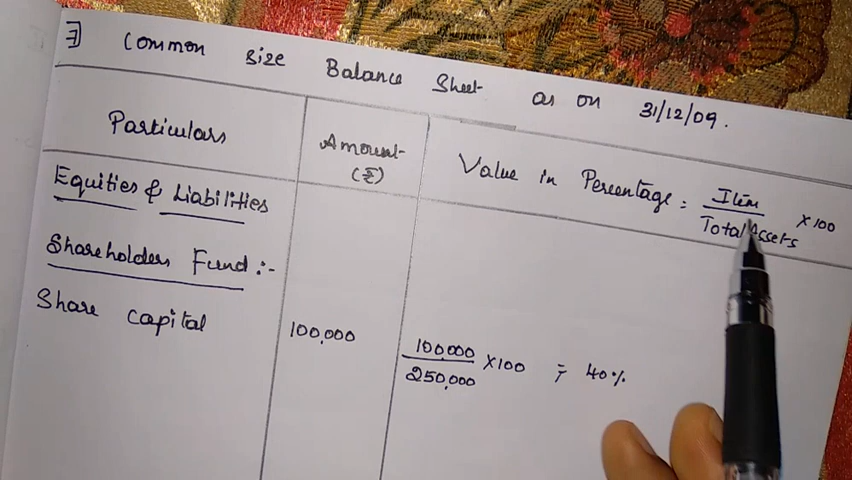 7] Common size Balance Sheet as on 31/12/09.
Particulars
Amount
(₹)
Value in Percentage = Item / Total Assets × 100
Equities & Liabilities
Shareholders Fund :-
Share capital
100,000
100,000 / 250,000 × 100 = 40%